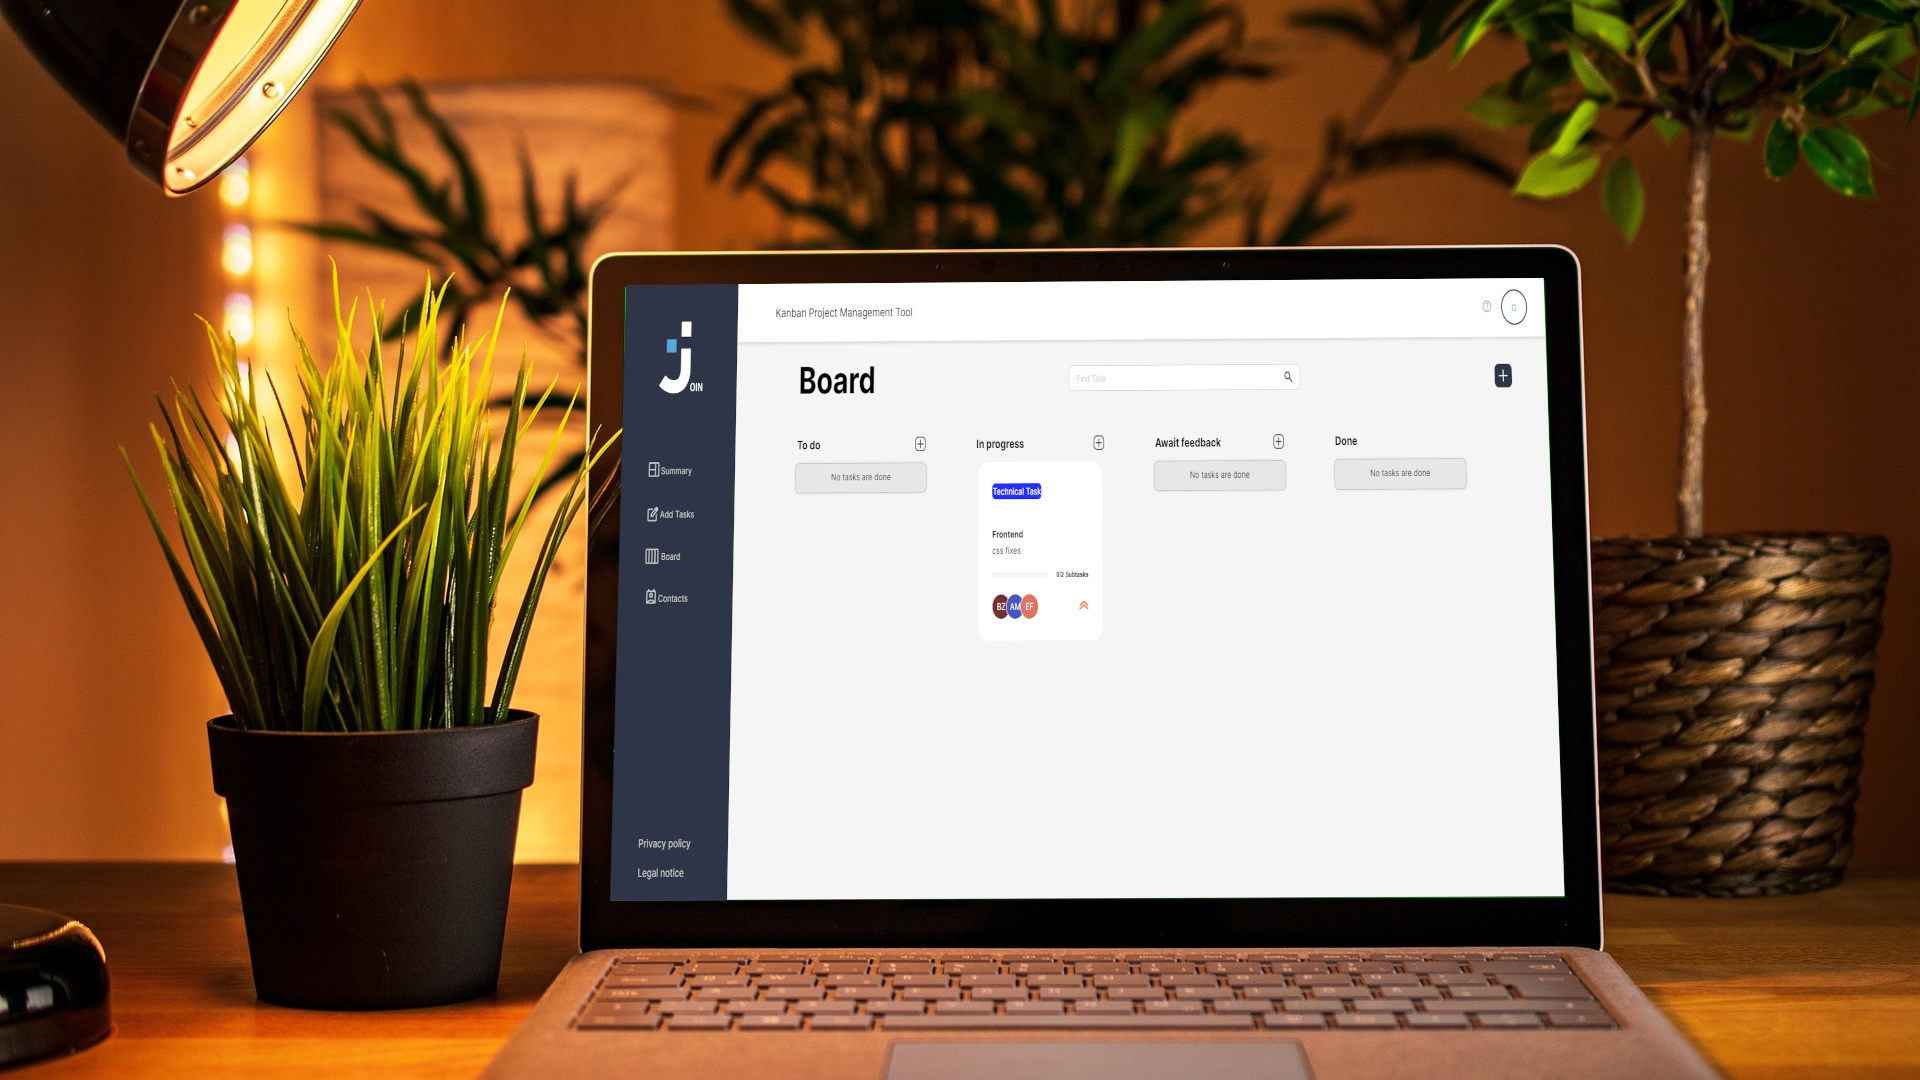 Kanban Project Management Tool
G
JOIN
Board
Find Task
Summary
Add Tasks
Board
Contacts
Privacy policy
Legal notice
To do
No tasks are done
In progress
Technical Task
Frontend
css fixes
0/2 Subtasks
BZ AM EF
Await feedback
No tasks are done
Done
No tasks are done